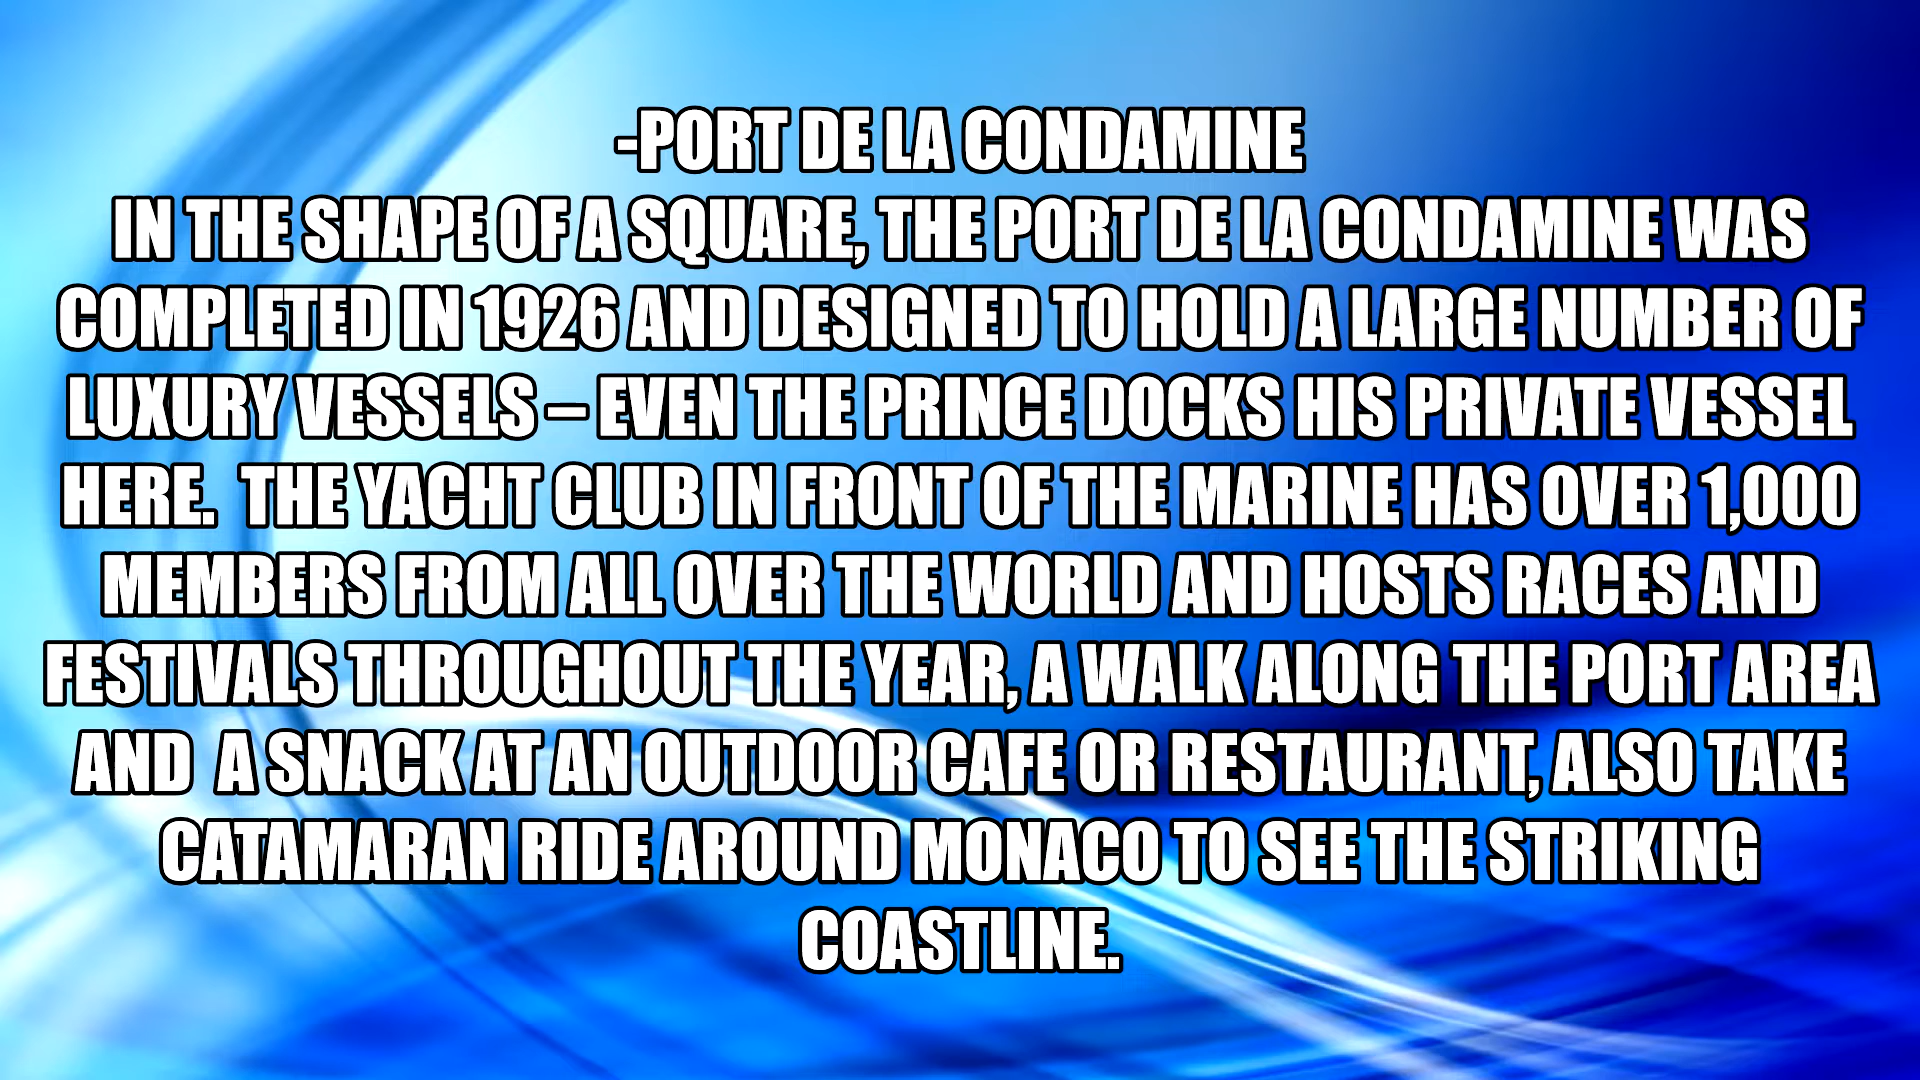 -PORT DE LA CONDAMINE
IN THE SHAPE OF A SQUARE, THE PORT DE LA CONDAMINE WAS
COMPLETED IN 1926 AND DESIGNED TO HOLD A LARGE NUMBER OF
LUXURY VESSELS – EVEN THE PRINCE DOCKS HIS PRIVATE VESSEL
HERE.  THE YACHT CLUB IN FRONT OF THE MARINE HAS OVER 1,000
MEMBERS FROM ALL OVER THE WORLD AND HOSTS RACES AND
FESTIVALS THROUGHOUT THE YEAR, A WALK ALONG THE PORT AREA
AND  A SNACK AT AN OUTDOOR CAFE OR RESTAURANT, ALSO TAKE
CATAMARAN RIDE AROUND MONACO TO SEE THE STRIKING
COASTLINE.